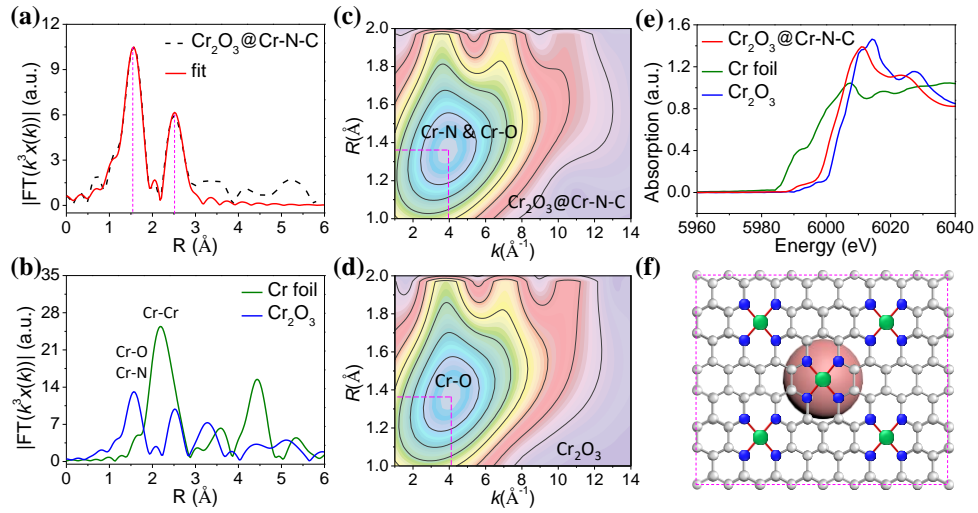 (a)
12
9
6
3
0
|FT(k³x(k))| (a.u.)
Cr₂O₃@Cr-N-C
fit
0 1 2 3 4 5 6
R (Å)
(b)
35
28
21
14
7
0
|FT(k³x(k))| (a.u.)
Cr-Cr
Cr-O
Cr-N
Cr foil
Cr₂O₃
0 1 2 3 4 5 6
R (Å)
(c)
2.0
1.8
1.6
1.4
1.2
1.0
R(Å)
Cr-N & Cr-O
Cr₂O₃@Cr-N-C
2 4 6 8 10 12 14
k(Å⁻¹)
(d)
2.0
1.8
1.6
1.4
1.2
1.0
R(Å)
Cr-O
Cr₂O₃
2 4 6 8 10 12 14
k(Å⁻¹)
(e)
1.8
1.2
0.6
0.0
Absorption (a.u.)
Cr₂O₃@Cr-N-C
Cr foil
Cr₂O₃
5960 5980 6000 6020 6040
Energy (eV)
(f)